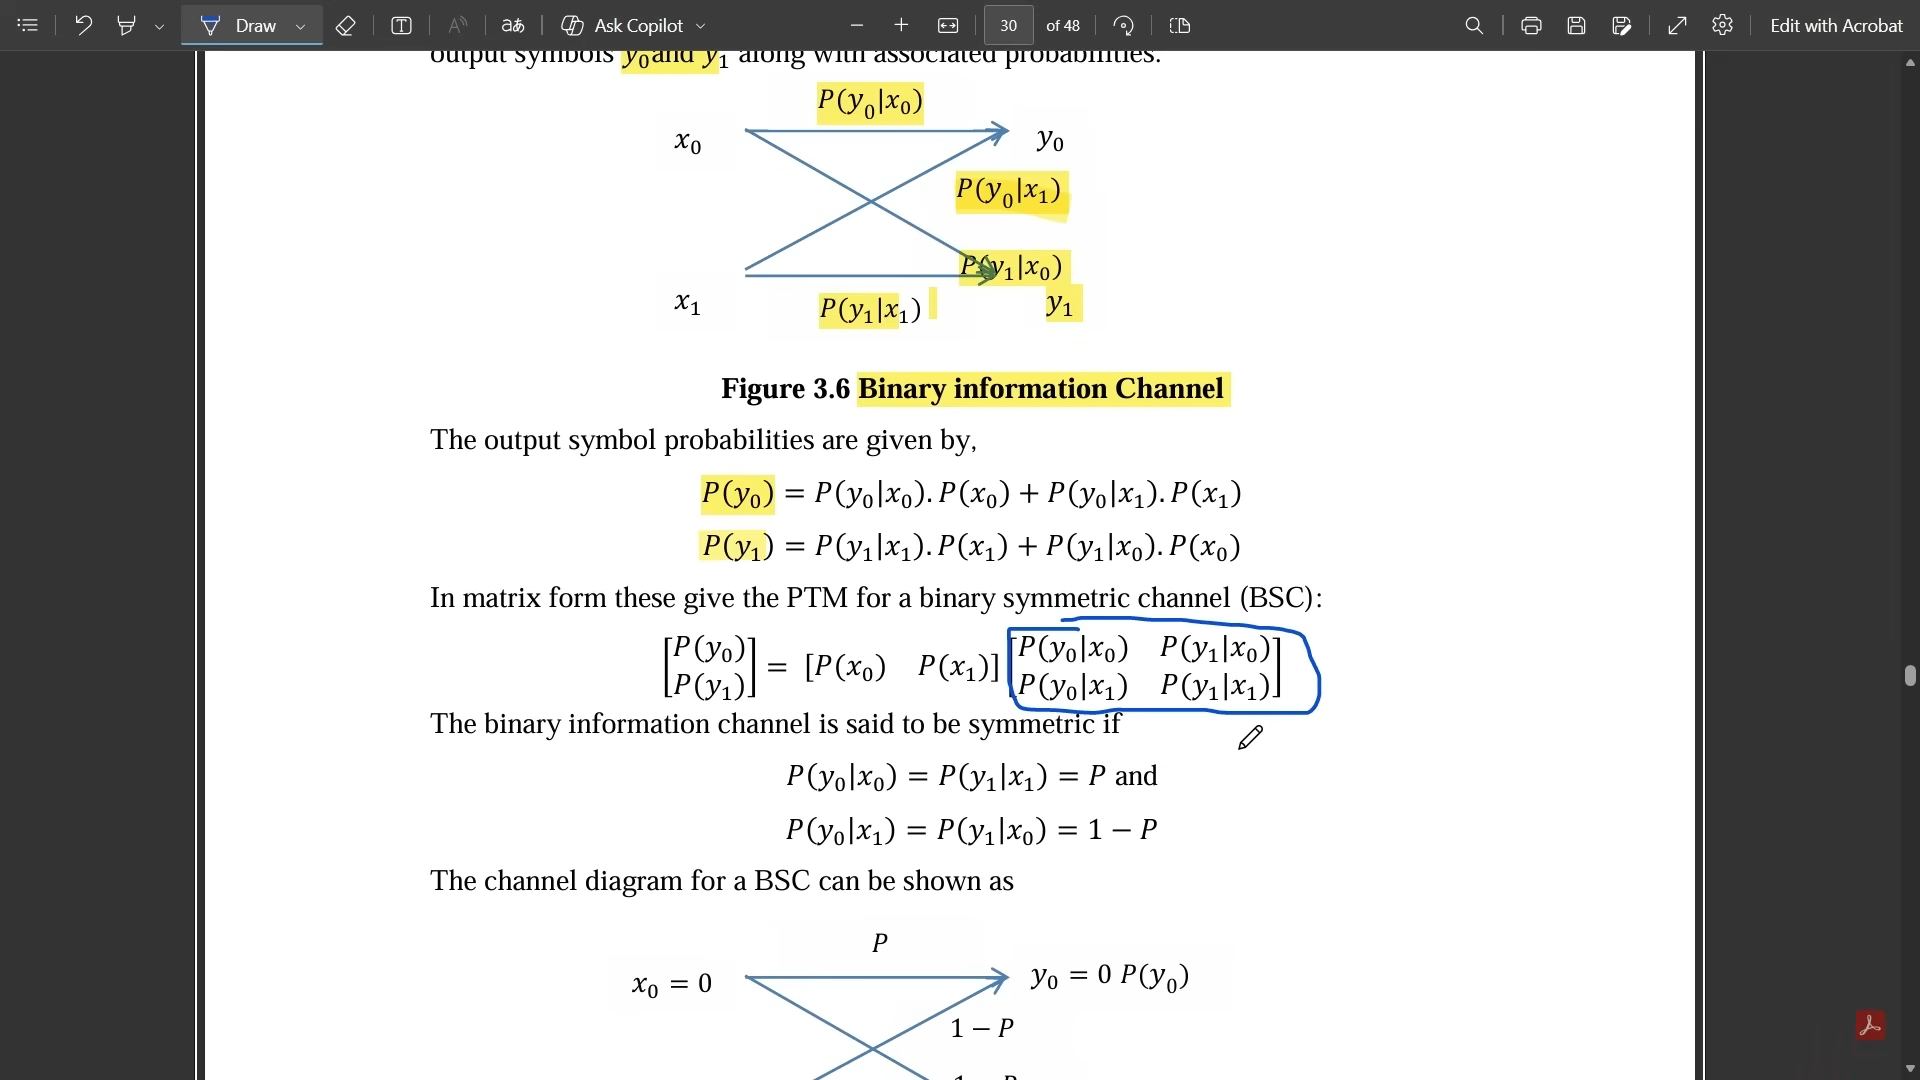 Draw
Ask Copilot
30 of 48
Edit with Acrobat
output symbols y₀and y₁ along with associated probabilities.
P(y₀|x₀)
x₀ y₀
P(y₀|x₁)
P(y₁|x₀)
x₁ P(y₁|x₁) y₁
Figure 3.6 Binary information Channel
The output symbol probabilities are given by,
P(y₀) = P(y₀|x₀). P(x₀) + P(y₀|x₁). P(x₁)
P(y₁) = P(y₁|x₁). P(x₁) + P(y₁|x₀). P(x₀)
In matrix form these give the PTM for a binary symmetric channel (BSC):
[P(y₀) P(y₁)] = [P(x₀) P(x₁)] [P(y₀|x₀) P(y₁|x₀) P(y₀|x₁) P(y₁|x₁)]
The binary information channel is said to be symmetric if
P(y₀|x₀) = P(y₁|x₁) = P and
P(y₀|x₁) = P(y₁|x₀) = 1 − P
The channel diagram for a BSC can be shown as
P
x₀ = 0 y₀ = 0 P(y₀)
1 − P